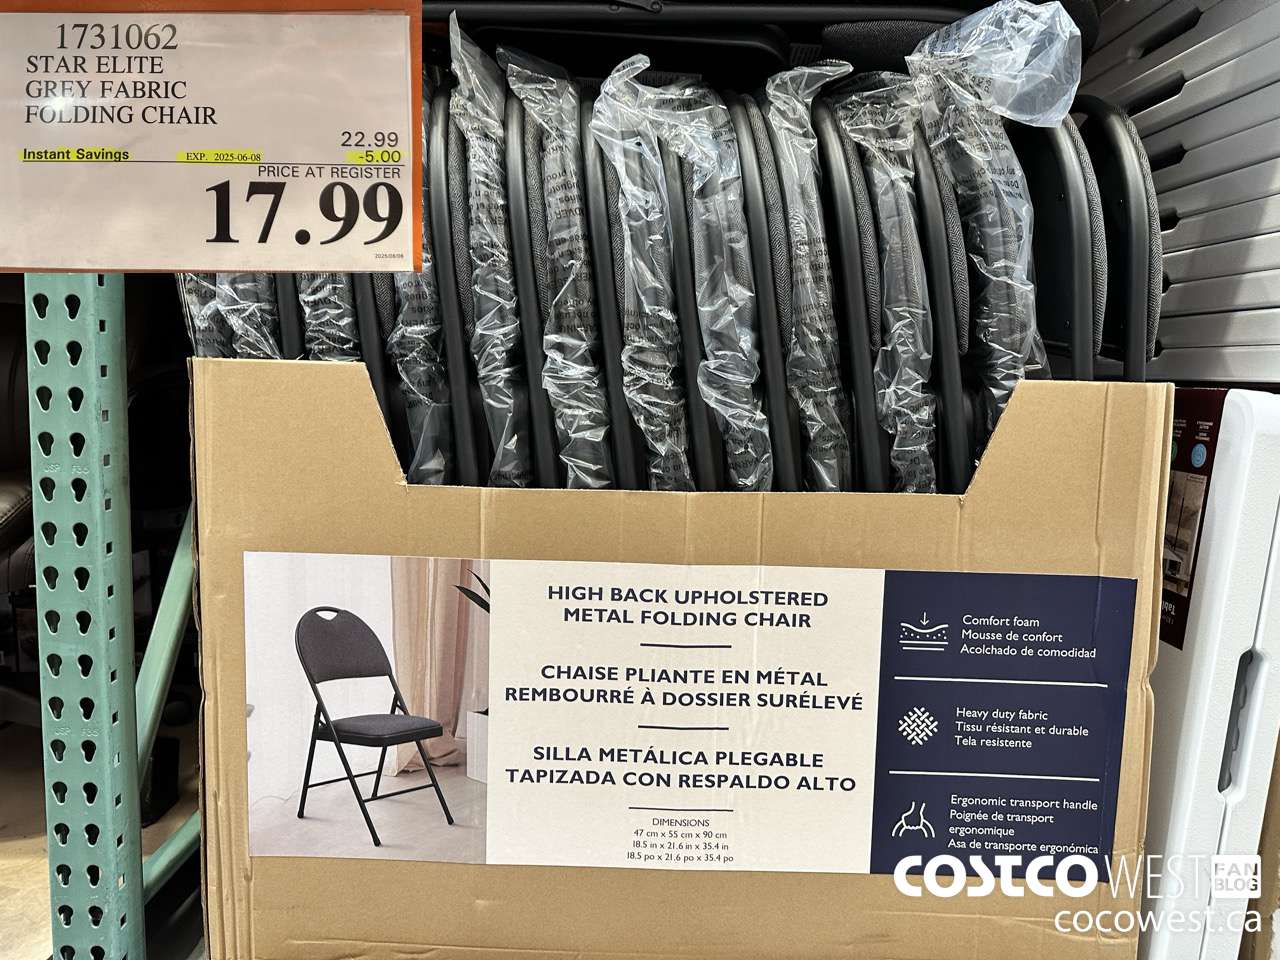 1731062
STAR ELITE
GREY FABRIC
FOLDING CHAIR
22.99
Instant Savings EXP. 2025-06-08 -5.00
PRICE AT REGISTER
17.99
HIGH BACK UPHOLSTERED
METAL FOLDING CHAIR
CHAISE PLIANTE EN MÉTAL
REMBOURRÉ À DOSSIER SURÉLEVÉ
SILLA METÁLICA PLEGABLE
TAPIZADA CON RESPALDO ALTO
DIMENSIONS
47 cm x 55 cm x 90 cm
18.5 in x 21.6 in x 35.4 in
18.5 po x 21.6 po x 35.4 po
Comfort foam
Mousse de confort
Acolchado de comodidad
Heavy duty fabric
Tissu résistant et durable
Tela resistente
Ergonomic transport handle
Poignée de transport
ergonomique
Asa de transporte ergonómica
COSTCO WEST FAN BLOG
cocowest.ca